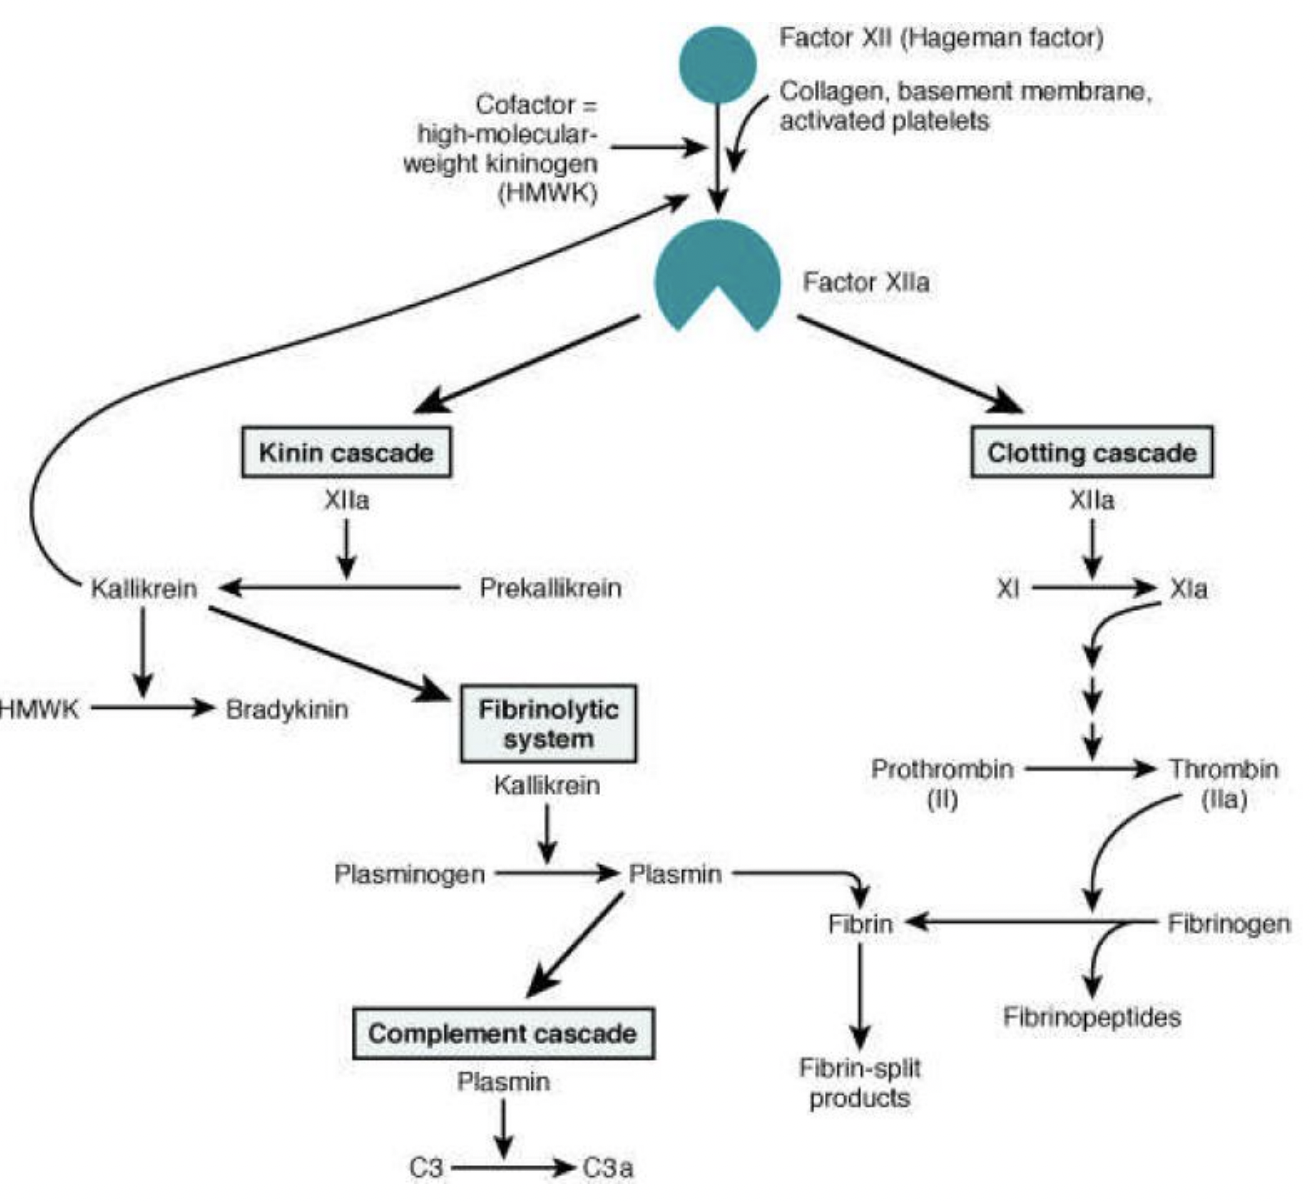 Factor XII (Hageman factor)
Collagen, basement membrane,
activated platelets
Cofactor =
high-molecular-
weight kininogen
(HMWK)
Factor XIIa
Kinin cascade
Clotting cascade
XIIa
XIIa
Kallikrein
Prekallikrein
XI
XIa
HMWK
Bradykinin
Fibrinolytic
system
Kallikrein
Prothrombin
(II)
Thrombin
(IIa)
Plasminogen
Plasmin
Fibrin
Fibrinogen
Fibrinopeptides
Complement cascade
Plasmin
Fibrin-split
products
C3
C3a